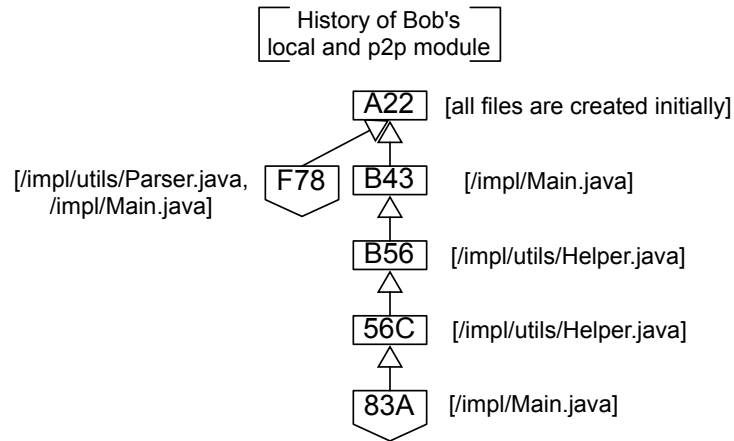 History of Bob's
local and p2p module
A22 [all files are created initially]
[/impl/utils/Parser.java,
/impl/Main.java]
F78
B43 [/impl/Main.java]
B56 [/impl/utils/Helper.java]
56C [/impl/utils/Helper.java]
83A [/impl/Main.java]